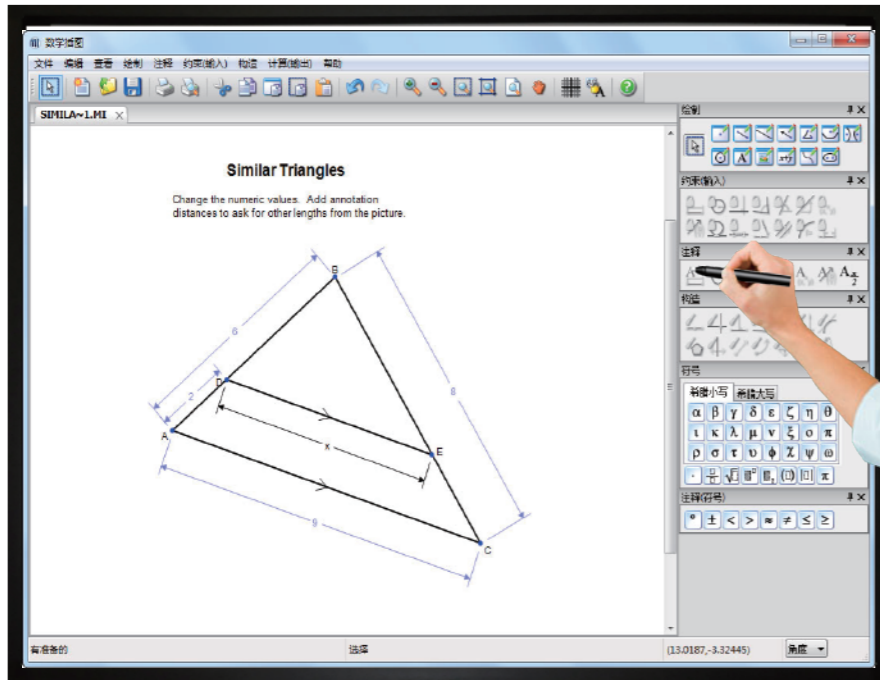 数学插图
文件 编辑 查看 绘制 注释 约束(输入) 构造 计算(输出) 帮助
SIMILA~1.MI
绘制
约束(输入)
注释
构造
符号
希腊小写 希腊大写
α β γ δ ε ζ η θ
ι κ λ μ ν ξ ο π
ρ σ τ υ ϕ χ ψ ω
注释(符号)
° ± < > ≈ ≠ ≤ ≥
Similar Triangles
Change the numeric values. Add annotation
distances to ask for other lengths from the picture.
B
6
8
2
D
A
x
E
9
C
有准备的 选择 (13.0187,-3.32445) 角度